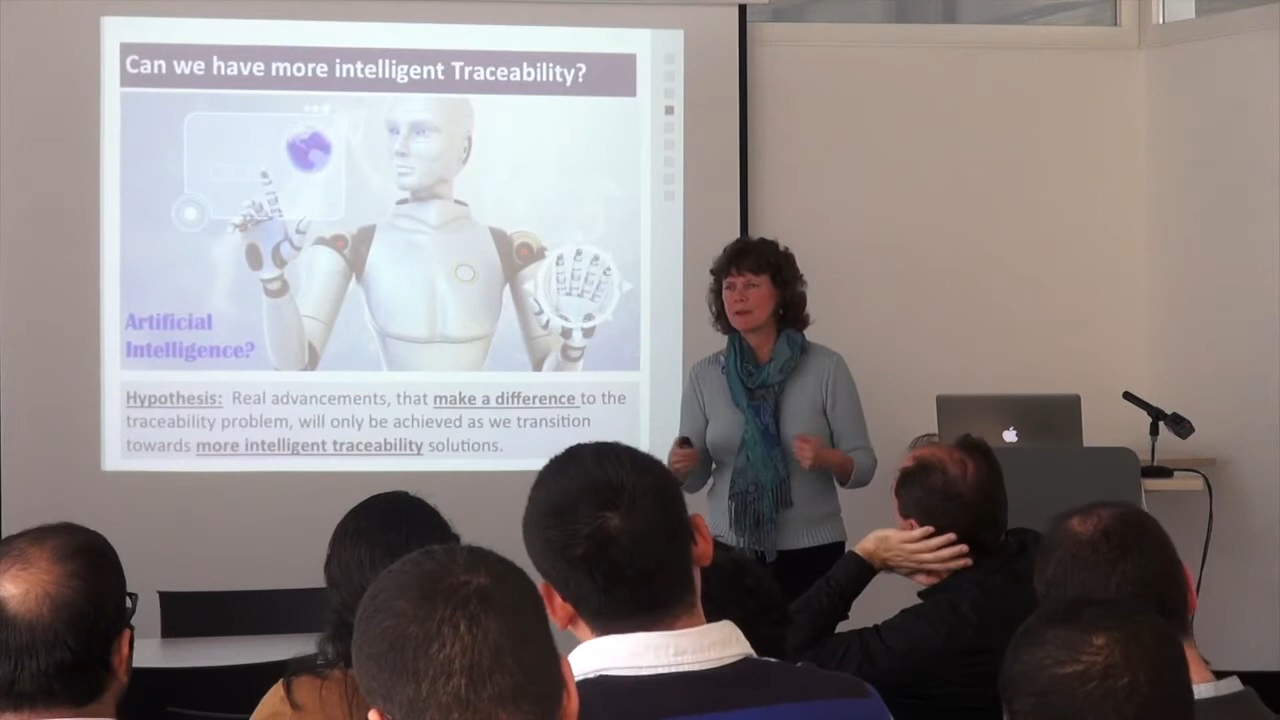 Can we have more intelligent Traceability?
Artificial
Intelligence?
Hypothesis: Real advancements, that make a difference to the
traceability problem, will only be achieved as we transition
towards more intelligent traceability solutions.